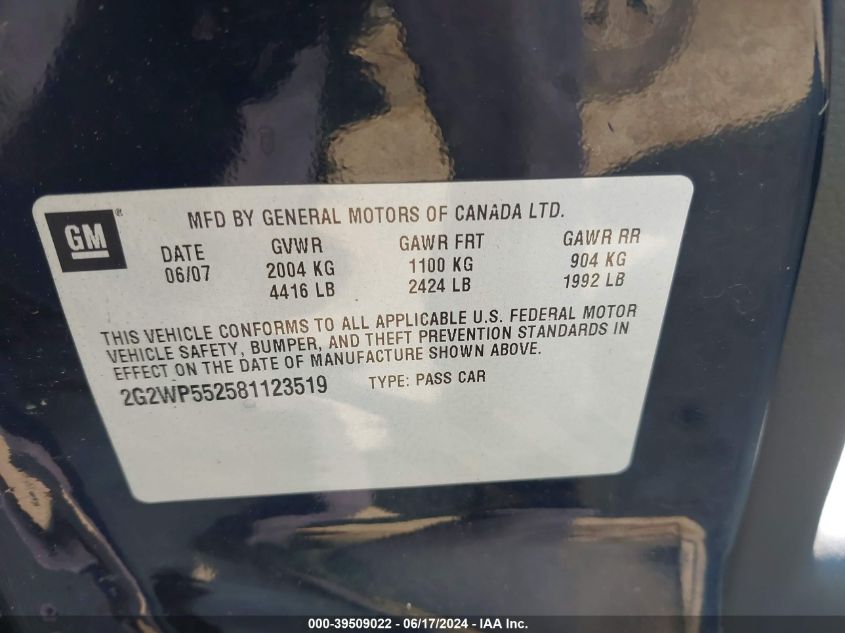 GM®
MFD BY GENERAL MOTORS OF CANADA LTD.
DATE GVWR GAWR FRT GAWR RR
06/07 2004 KG 1100 KG 904 KG
4416 LB 2424 LB 1992 LB
THIS VEHICLE CONFORMS TO ALL APPLICABLE U.S. FEDERAL MOTOR
VEHICLE SAFETY, BUMPER, AND THEFT PREVENTION STANDARDS IN
EFFECT ON THE DATE OF MANUFACTURE SHOWN ABOVE.
2G2WP552581123519 TYPE: PASS CAR
000-39509022 - 06/17/2024 - IAA Inc.